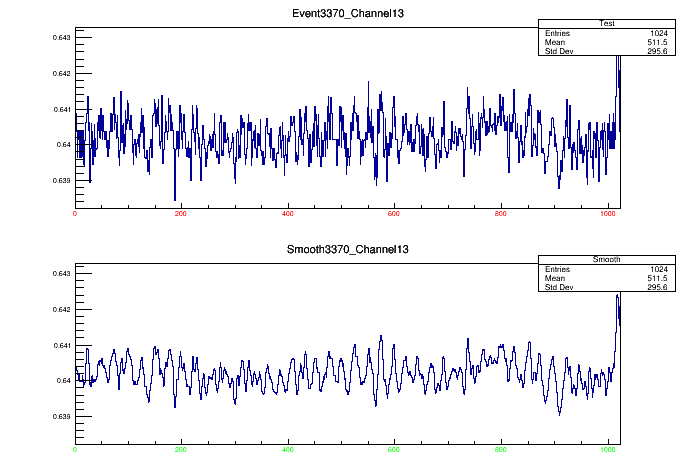 Event3370_Channel13
Test
Entries 1024
Mean 511.5
Std Dev 295.6
0.643
0.642
0.641
0.64
0.639
0 200 400 600 800 1000
Smooth3370_Channel13
Smooth
Entries 1024
Mean 511.5
Std Dev 295.6
0.643
0.642
0.641
0.64
0.639
0 200 400 600 800 1000